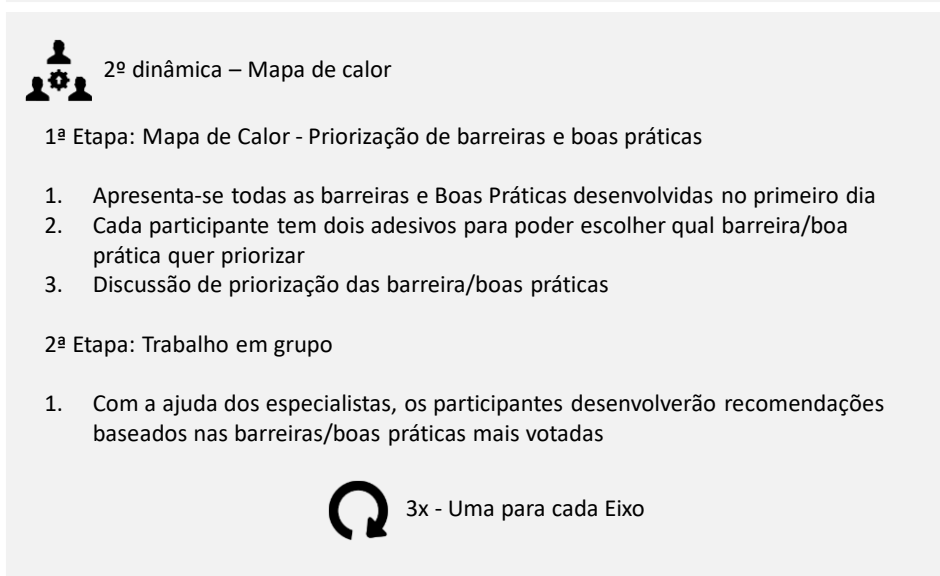 2º dinâmica – Mapa de calor
1ª Etapa: Mapa de Calor - Priorização de barreiras e boas práticas
1. Apresenta-se todas as barreiras e Boas Práticas desenvolvidas no primeiro dia
2. Cada participante tem dois adesivos para poder escolher qual barreira/boa
prática quer priorizar
3. Discussão de priorização das barreira/boas práticas
2ª Etapa: Trabalho em grupo
1. Com a ajuda dos especialistas, os participantes desenvolverão recomendações
baseados nas barreiras/boas práticas mais votadas
3x - Uma para cada Eixo